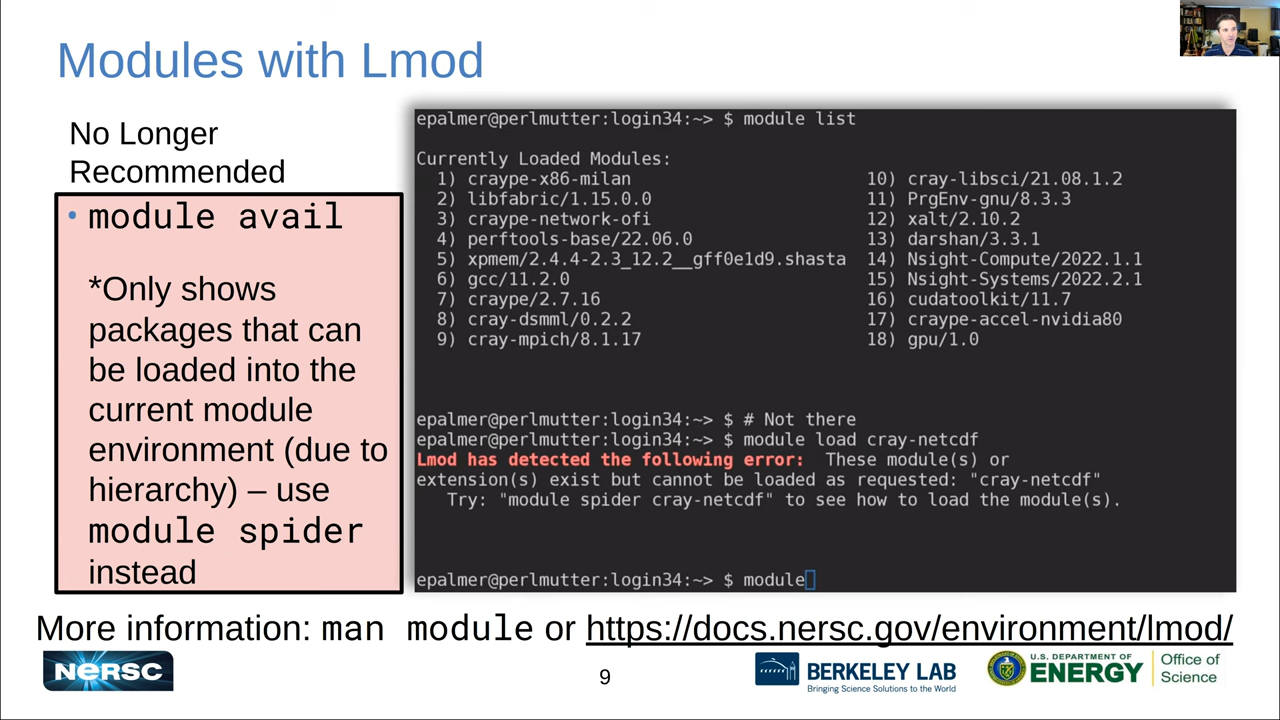 Modules with Lmod
No Longer
Recommended
• module avail
*Only shows
packages that can
be loaded into the
current module
environment (due to
hierarchy) – use
module spider
instead
epalmer@perlmutter:login34:~> $ module list
Currently Loaded Modules:
1) craype-x86-milan 10) cray-libsci/21.08.1.2
2) libfabric/1.15.0.0 11) PrgEnv-gnu/8.3.3
3) craype-network-ofi 12) xalt/2.10.2
4) perftools-base/22.06.0 13) darshan/3.3.1
5) xpmem/2.4.4-2.3_12.2__gff0e1d9.shasta 14) Nsight-Compute/2022.1.1
6) gcc/11.2.0 15) Nsight-Systems/2022.2.1
7) craype/2.7.16 16) cudatoolkit/11.7
8) cray-dsmml/0.2.2 17) craype-accel-nvidia80
9) cray-mpich/8.1.17 18) gpu/1.0
epalmer@perlmutter:login34:~> $ # Not there
epalmer@perlmutter:login34:~> $ module load cray-netcdf
Lmod has detected the following error: These module(s) or
extension(s) exist but cannot be loaded as requested: "cray-netcdf"
Try: "module spider cray-netcdf" to see how to load the module(s).
epalmer@perlmutter:login34:~> $ module
More information: man module or https://docs.nersc.gov/environment/lmod/
NERSC
9
BERKELEY LAB
Bringing Science Solutions to the World
U.S. DEPARTMENT OF
ENERGY
Office of
Science